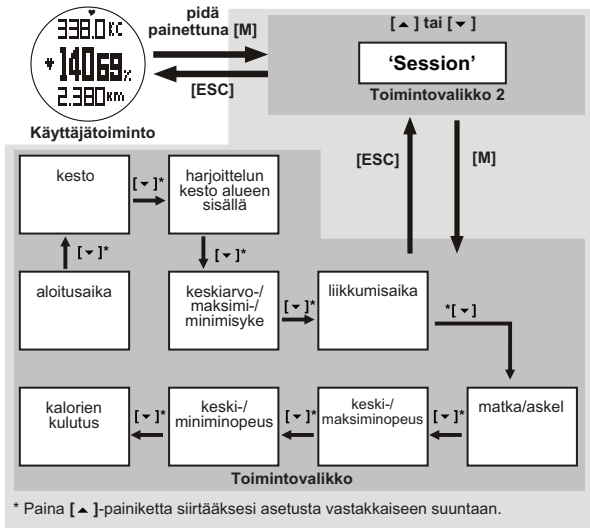 338.0 KC
140 69%
2.380 KM
Käyttäjätoiminto
pidä
painettuna [M]
[ESC]
[▲] tai [▼]
‘Session’
Toimintovalikko 2
[ESC]
[M]
kesto
[▼]*
harjoittelun
kesto alueen
sisällä
[▼]*
[▼]*
aloitusaika
keskiarvo-/
maksimi-/
minimisyke
[▼]*
liikkumisaika
*[▼]
kalorien
kulutus
[▼]*
keski-/
miniminopeus
[▼]*
keski-/
maksiminopeus
[▼]*
matka/askel
Toimintovalikko
* Paina [▲]-painiketta siirtääksesi asetusta vastakkaiseen suuntaan.